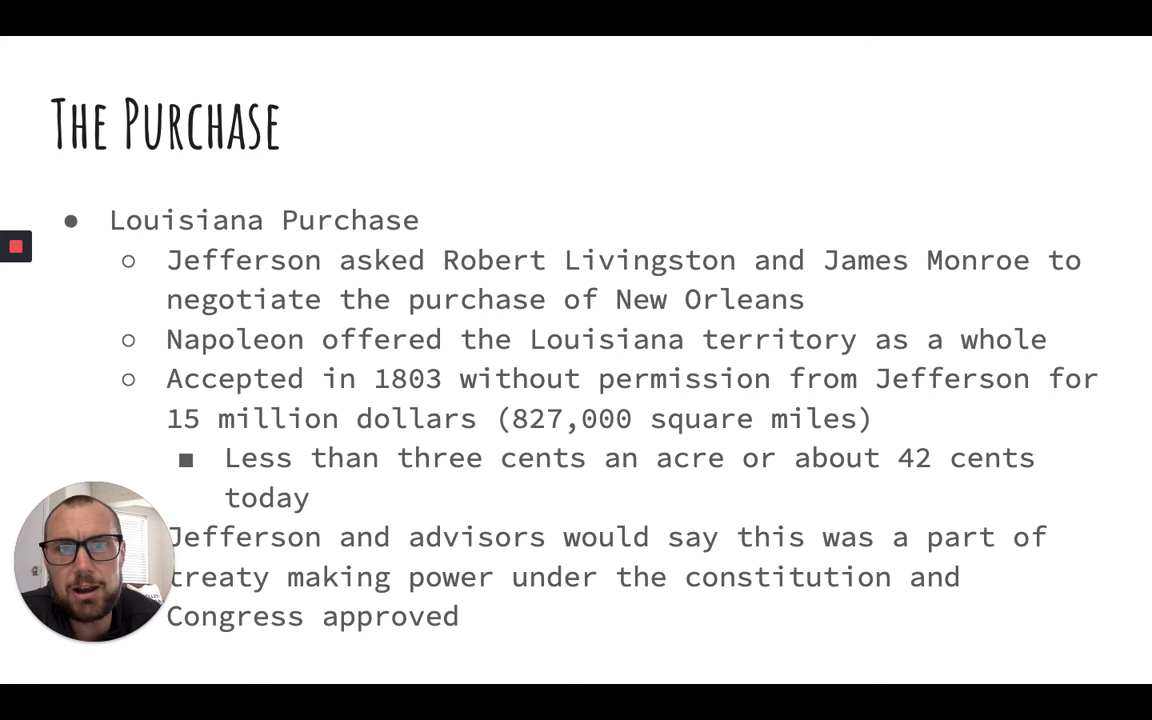 The Purchase
● Louisiana Purchase
○ Jefferson asked Robert Livingston and James Monroe to
negotiate the purchase of New Orleans
○ Napoleon offered the Louisiana territory as a whole
○ Accepted in 1803 without permission from Jefferson for
15 million dollars (827,000 square miles)
■ Less than three cents an acre or about 42 cents
today
Jefferson and advisors would say this was a part of
treaty making power under the constitution and
Congress approved